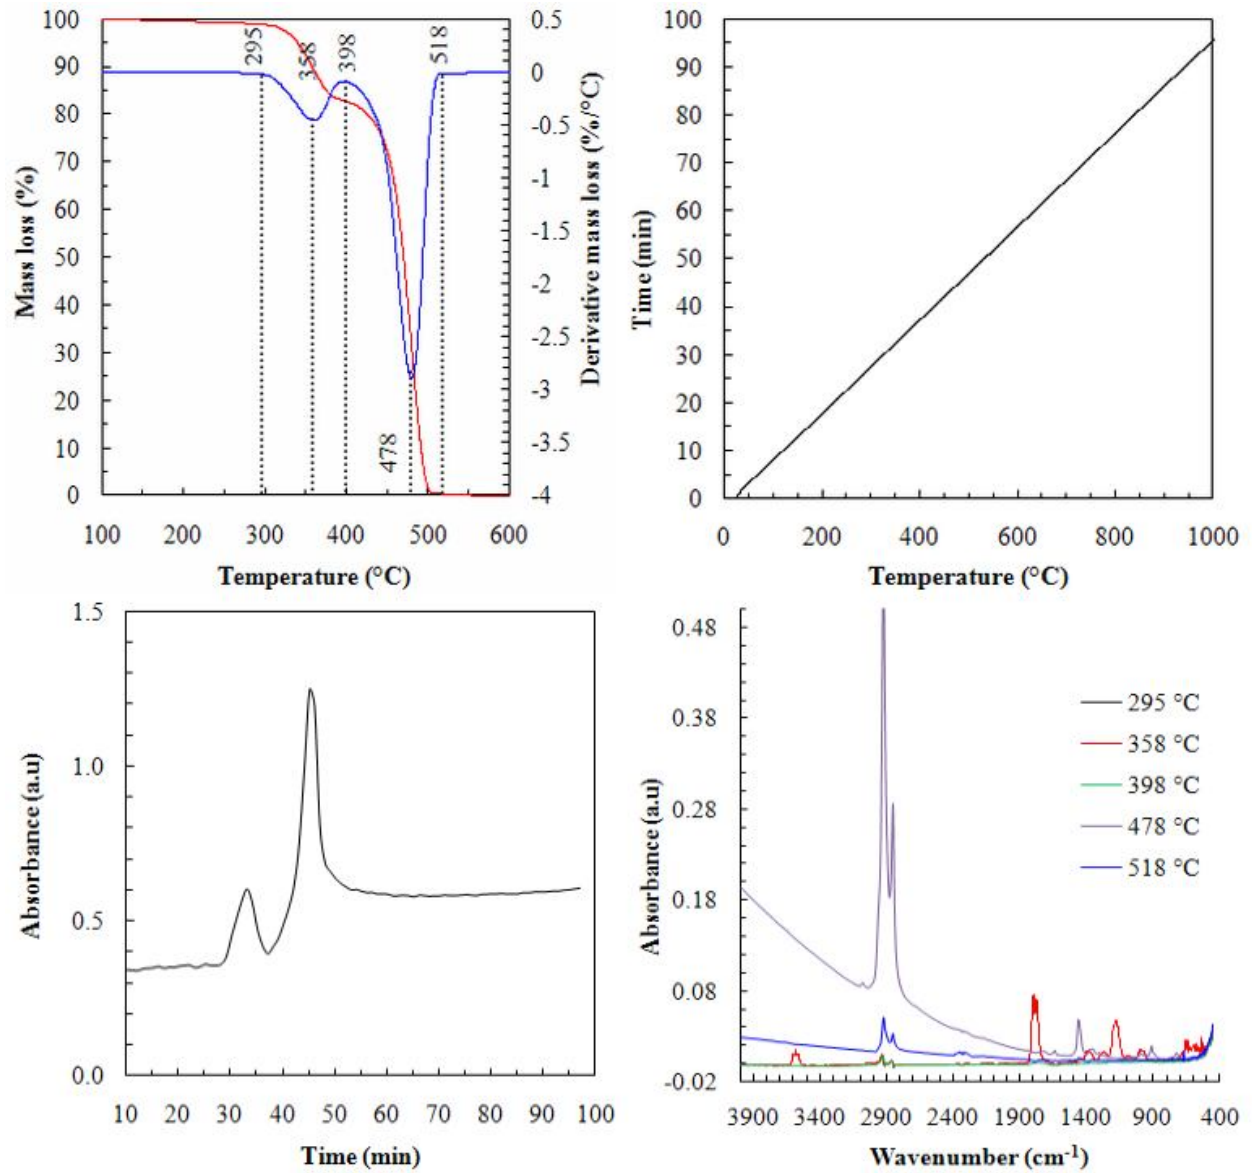 100
90
80
70
60
50
40
30
20
10
0
Mass loss (%)
295
358
398
518
478
0.5
0
-0.5
-1
-1.5
-2
-2.5
-3
-3.5
-4
Derivative mass loss (%/°C)
100 200 300 400 500 600
Temperature (°C)
100
90
80
70
60
50
40
30
20
10
0
Time (min)
0 200 400 600 800 1000
Temperature (°C)
1.5
1.0
0.5
0.0
Absorbance (a.u)
10 20 30 40 50 60 70 80 90 100
Time (min)
0.48
0.38
0.28
0.18
0.08
-0.02
Absorbance (a.u)
295 °C
358 °C
398 °C
478 °C
518 °C
3900 3400 2900 2400 1900 1400 900 400
Wavenumber (cm⁻¹)